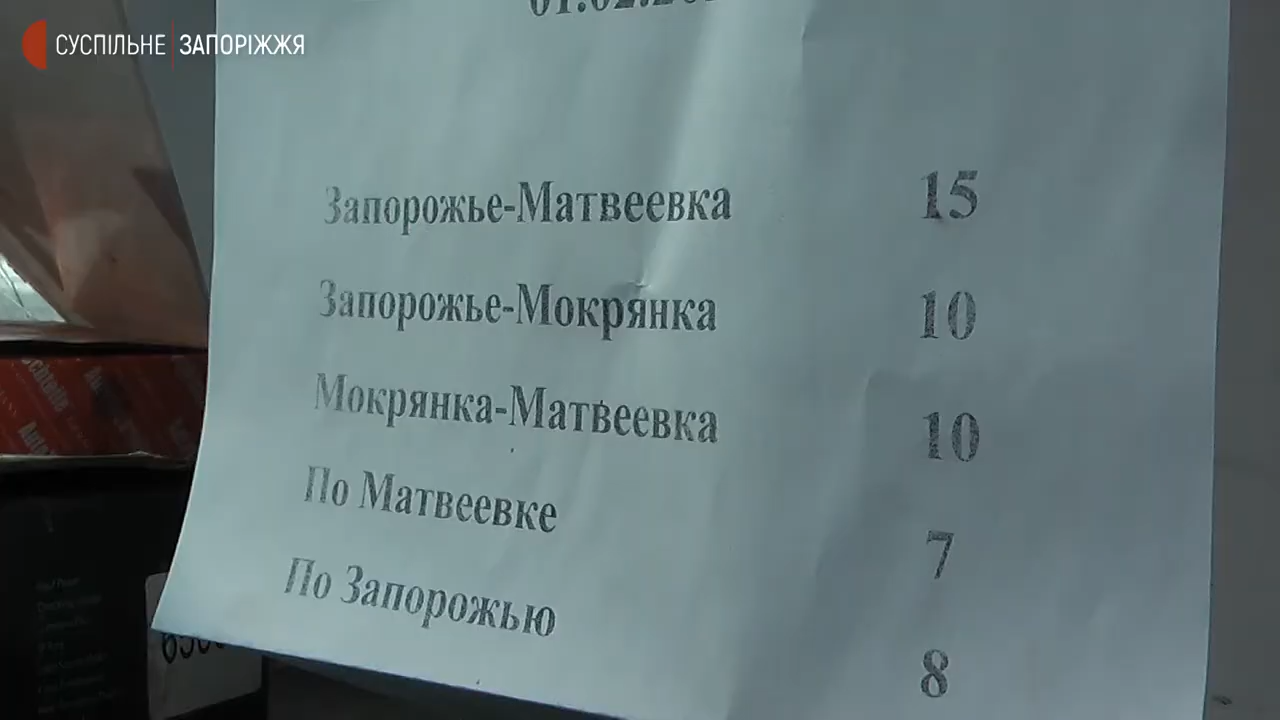 СУСПІЛЬНЕ ЗАПОРІЖЖЯ
Запорожье-Матвеевка 15
Запорожье-Мокрянка 10
Мокрянка-Матвеевка 10
По Матвеевке 7
По Запорожью 8